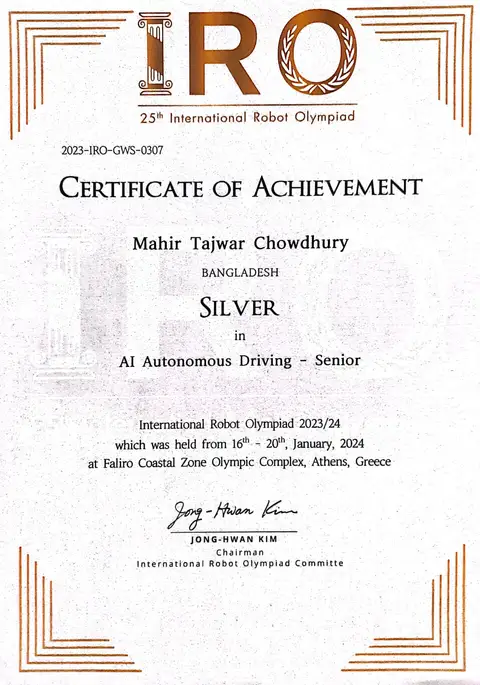 IRO
25th International Robot Olympiad
2023-IRO-GWS-0307
CERTIFICATE OF ACHIEVEMENT
Mahir Tajwar Chowdhury
BANGLADESH
SILVER
in
AI Autonomous Driving - Senior
International Robot Olympiad 2023/24
which was held from 16th - 20th, January, 2024
at Faliro Coastal Zone Olympic Complex, Athens, Greece
Jong-Hwan Kim
JONG-HWAN KIM
Chairman
International Robot Olympiad Committe